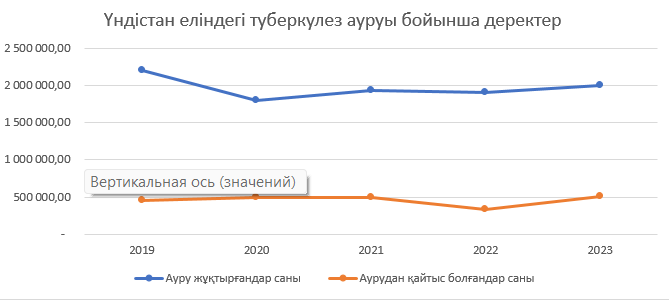 Үндістан еліндегі туберкулез ауруы бойынша деректер
2 500 000,00
2 000 000,00
1 500 000,00
1 000 000,00
Вертикальная ось (значений)
500 000,00
-
2019 2020 2021 2022 2023
Ауру жұқтырғандар саны Аурудан қайтыс болғандар саны